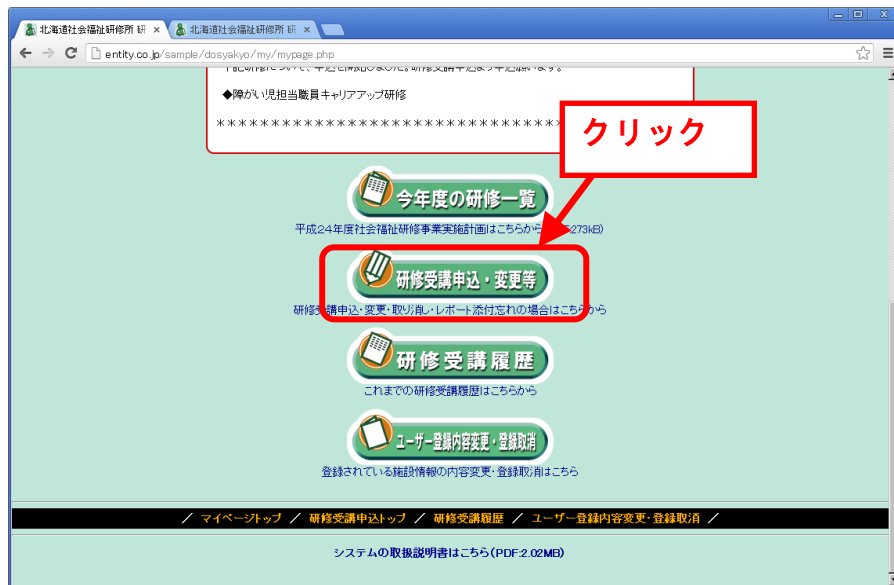 北海道社会福祉研修所 研
北海道社会福祉研修所 研
entity.co.jp/sample/dosyakyo/my/mypage.php
◆障がい児担当職員キャリアアップ研修
********************************
クリック
今年度の研修一覧
平成24年度社会福祉研修事業実施計画はこちらから
273kB)
研修受講申込・変更等
研修受講申込・変更・取り消し・レポート添付忘れの場合はこちらから
研修受講履歴
これまでの研修受講履歴はこちらから
ユーザー登録内容変更・登録取消
登録されている施設情報の内容変更・登録取消はこちら
／ マイページトップ ／ 研修受講申込トップ ／ 研修受講履歴 ／ ユーザー登録内容変更・登録取消 ／
システムの取扱説明書はこちら(PDF:2.02MB)